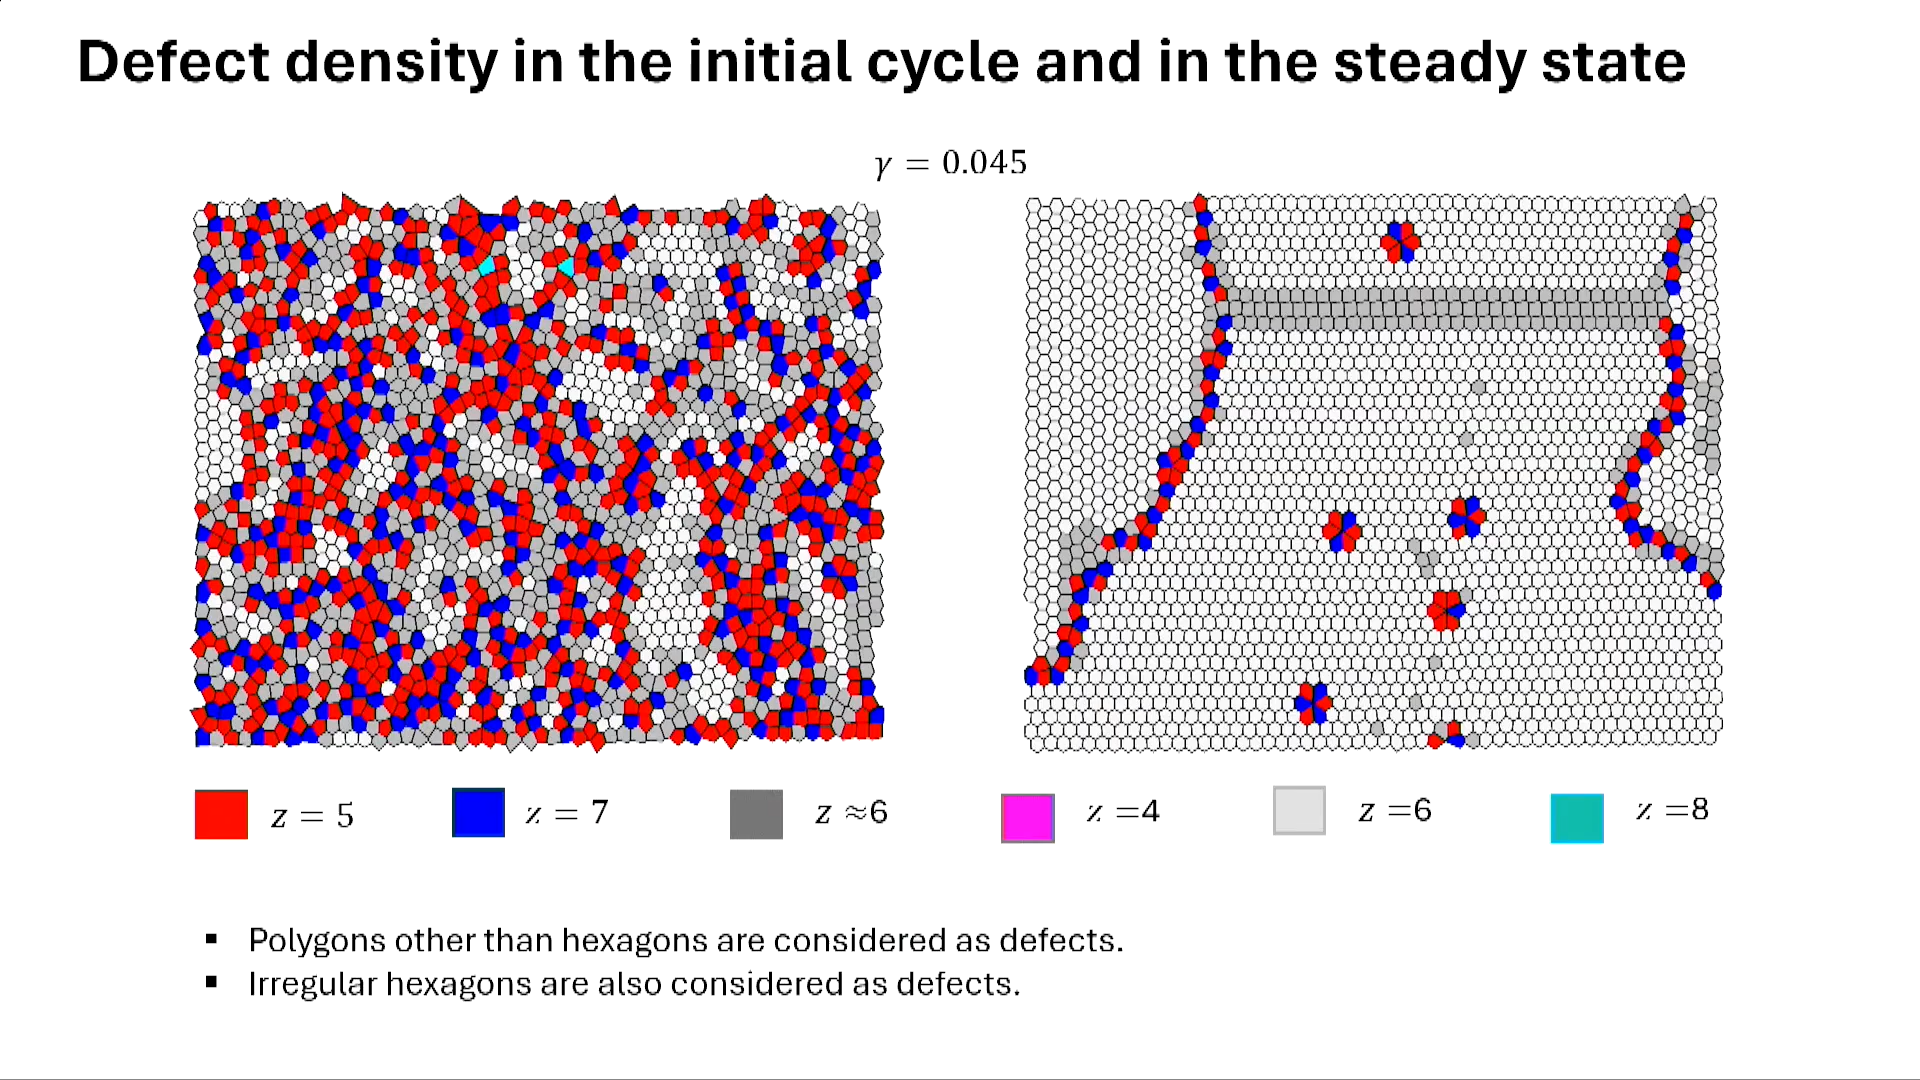 Defect density in the initial cycle and in the steady state
γ = 0.045
z = 5 z = 7 z ≈6 z =4 z =6 z =8
▪ Polygons other than hexagons are considered as defects.
▪ Irregular hexagons are also considered as defects.